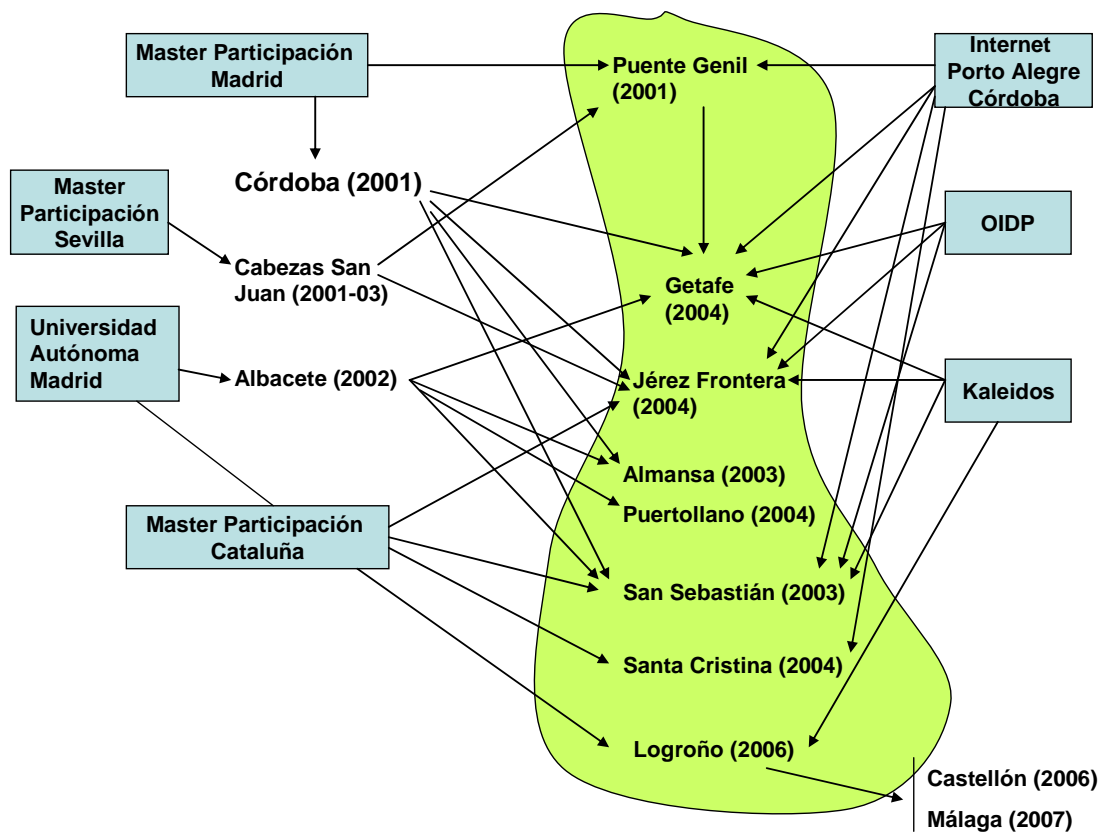 Master Participación
Madrid
Puente Genil
(2001)
Internet
Porto Alegre
Córdoba
Córdoba (2001)
Master
Participación
Sevilla
OIDP
Cabezas San
Juan (2001-03)
Getafe
(2004)
Universidad
Autónoma
Madrid
Albacete (2002)
Jérez Frontera
(2004)
Kaleidos
Almansa (2003)
Puertollano (2004)
Master Participación
Cataluña
San Sebastián (2003)
Santa Cristina (2004)
Logroño (2006)
Castellón (2006)
Málaga (2007)